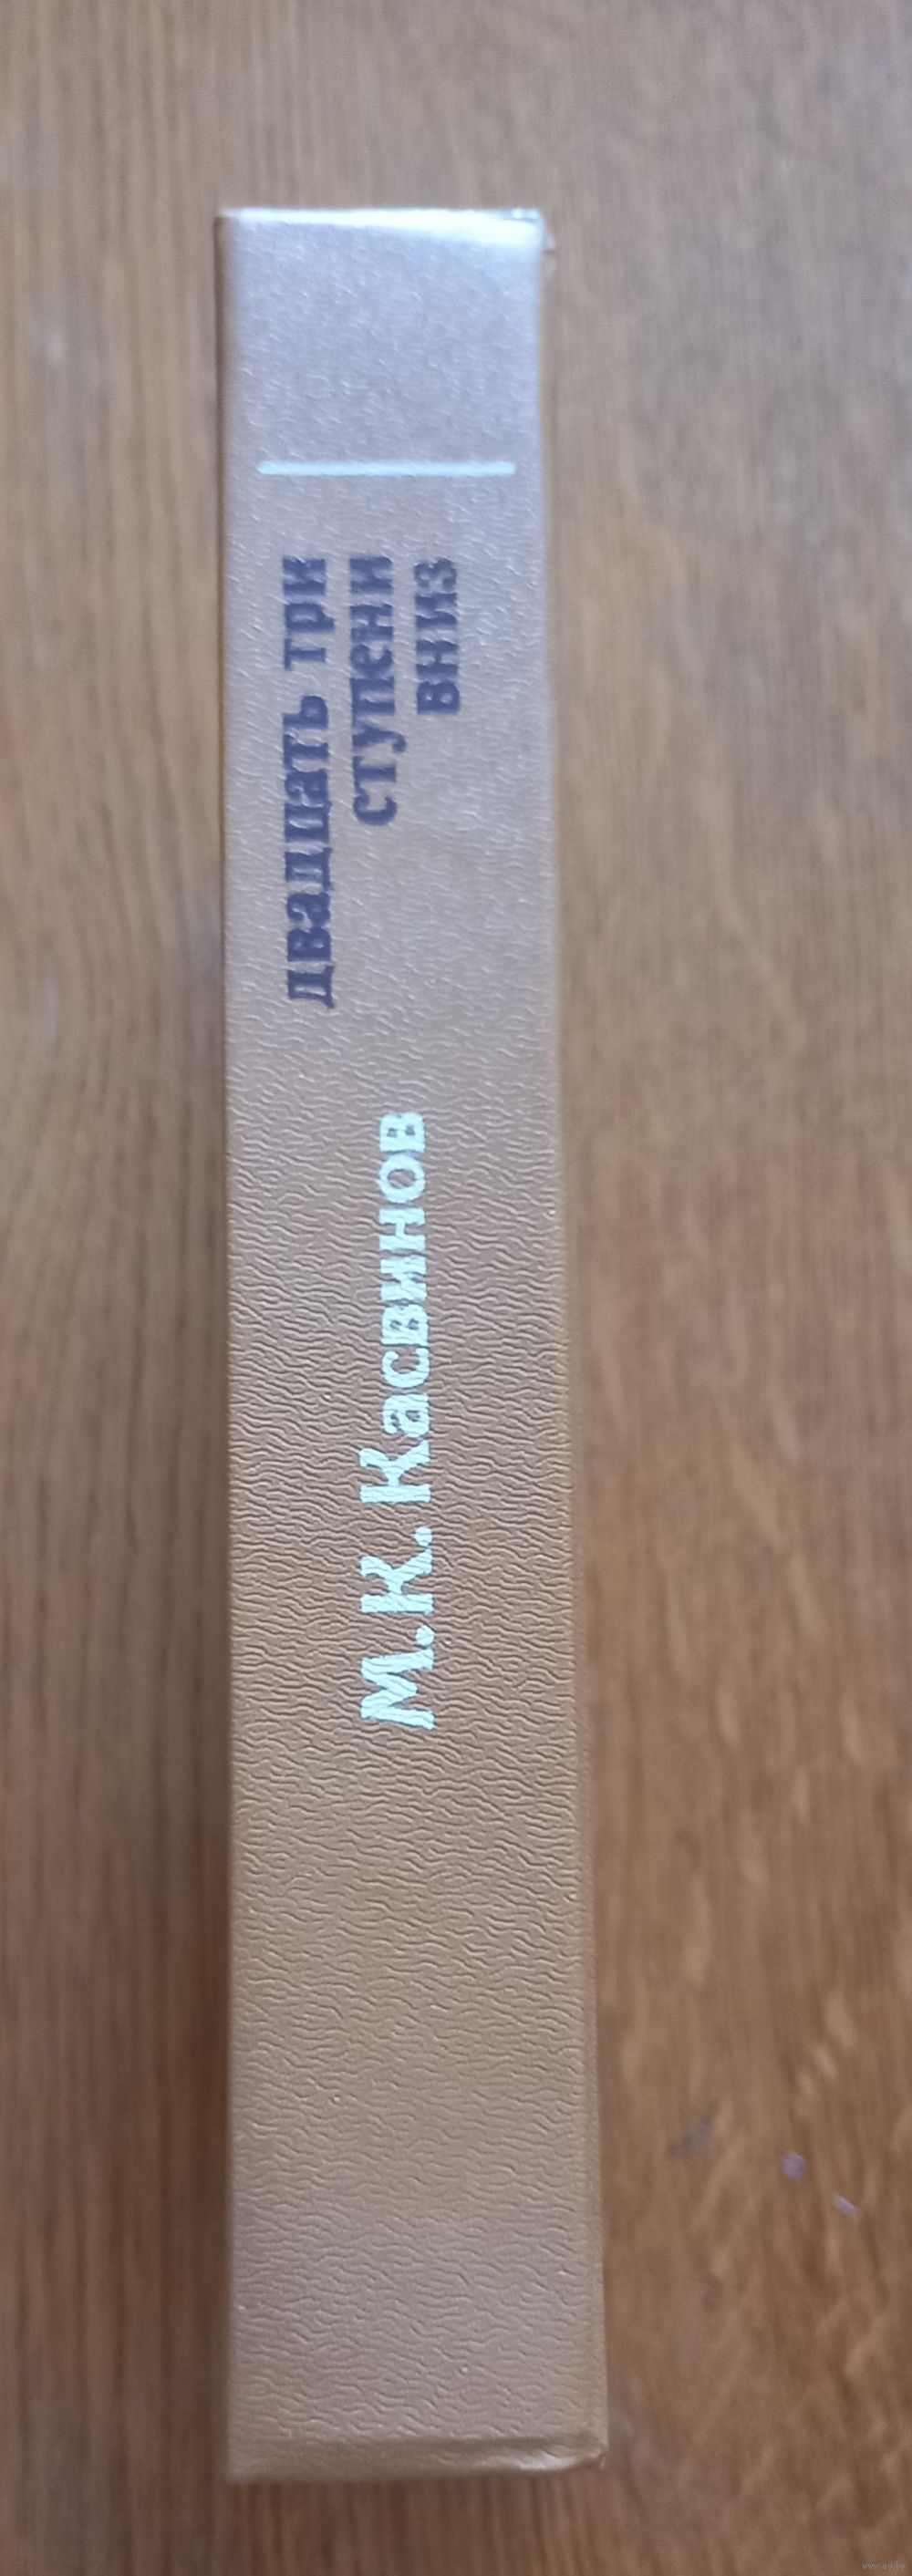 М.К. Касвинов
двадцать три
ступени
вниз